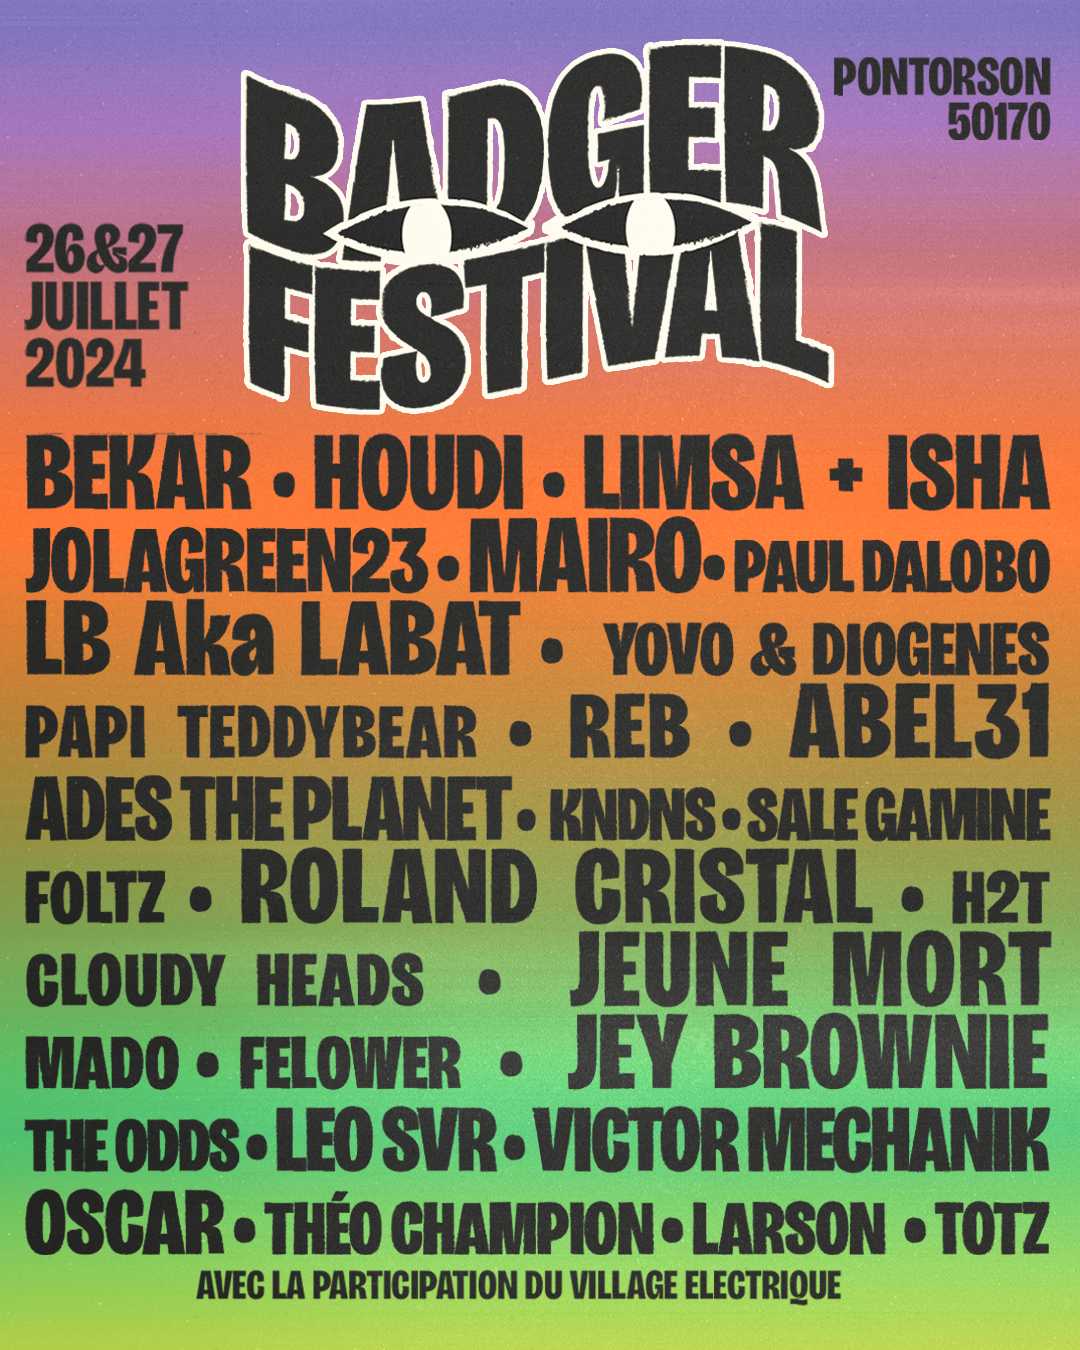 BADGER
FESTIVAL
PONTORSON
50170
26&27
JUILLET
2024
BEKAR • HOUDI • LIMSA + ISHA
JOLAGREEN23 • MAIRO • PAUL DALOBO
LB Aka LABAT • YOVO & DIOGENES
PAPI TEDDYBEAR • REB • ABEL31
ADES THE PLANET • KNDNS • SALE GAMINE
FOLTZ • ROLAND CRISTAL • H2T
CLOUDY HEADS • JEUNE MORT
MADO • FELOWER • JEY BROWNIE
THE ODDS • LEO SVR • VICTOR MECHANIK
OSCAR • THÉO CHAMPION • LARSON • TOTZ
AVEC LA PARTICIPATION DU VILLAGE ELECTRIQUE